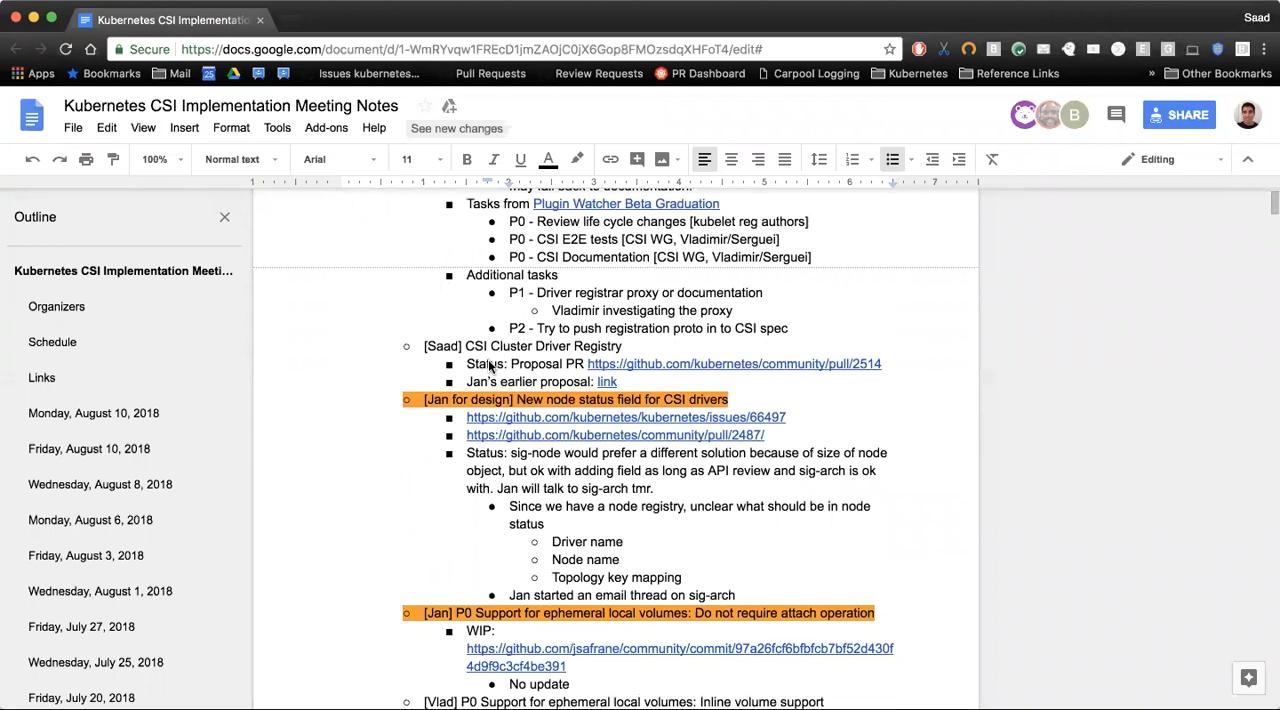 Kubernetes CSI Implementatio
Saad
Secure
https://docs.google.com/document/d/1-WmRYvqw1FREcD1jmZAOjC0jX6Gop8FMOzsdqXHFoT4/edit#
Apps
Bookmarks
Mail
Issues kubernetes...
Pull Requests
Review Requests
PR Dashboard
Carpool Logging
Kubernetes
Reference Links
»
Other Bookmarks
Kubernetes CSI Implementation Meeting Notes
File Edit View Insert Format Tools Add-ons Help See new changes
B
SHARE
100% Normal text Arial 11 B I U A Editing
1 1 2 3 4 5 6 7
Outline
Kubernetes CSI Implementation Meeti...
Organizers
Schedule
Links
Monday, August 10, 2018
Friday, August 10, 2018
Wednesday, August 8, 2018
Monday, August 6, 2018
Friday, August 3, 2018
Wednesday, August 1, 2018
Friday, July 27, 2018
Wednesday, July 25, 2018
Friday, July 20, 2018
May fall back to documentation.
Tasks from Plugin Watcher Beta Graduation
P0 - Review life cycle changes [kubelet reg authors]
P0 - CSI E2E tests [CSI WG, Vladimir/Serguei]
P0 - CSI Documentation [CSI WG, Vladimir/Serguei]
Additional tasks
P1 - Driver registrar proxy or documentation
Vladimir investigating the proxy
P2 - Try to push registration proto in to CSI spec
[Saad] CSI Cluster Driver Registry
Status: Proposal PR https://github.com/kubernetes/community/pull/2514
Jan's earlier proposal: link
[Jan for design] New node status field for CSI drivers
https://github.com/kubernetes/kubernetes/issues/66497
https://github.com/kubernetes/community/pull/2487/
Status: sig-node would prefer a different solution because of size of node
object, but ok with adding field as long as API review and sig-arch is ok
with. Jan will talk to sig-arch tmr.
Since we have a node registry, unclear what should be in node
status
Driver name
Node name
Topology key mapping
Jan started an email thread on sig-arch
[Jan] P0 Support for ephemeral local volumes: Do not require attach operation
WIP:
https://github.com/jsafrane/community/commit/97a26fcf6bfbfcb7bf52d430f
4d9f9c3cf4be391
No update
[Vlad] P0 Support for ephemeral local volumes: Inline volume support